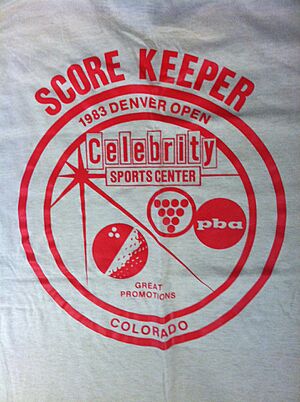 SCORE KEEPER
1983 DENVER OPEN
Celebrity
SPORTS CENTER
pba
GREAT
PROMOTIONS
COLORADO